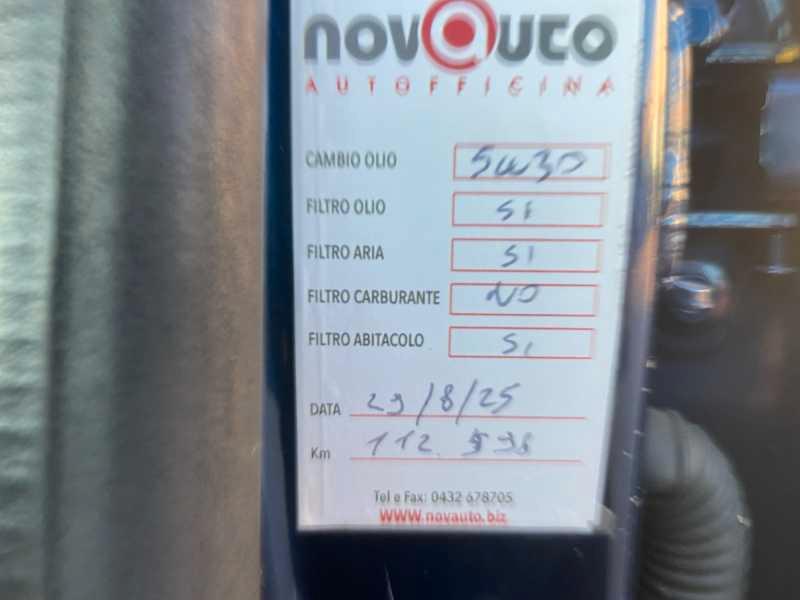 novauto
AUTOFFICINA
CAMBIO OLIO 5W30
FILTRO OLIO SI
FILTRO ARIA SI
FILTRO CARBURANTE NO
FILTRO ABITACOLO SI
DATA 29/8/25
Km 112
Tel e Fax: 0432 678705
WWW.novauto.biz